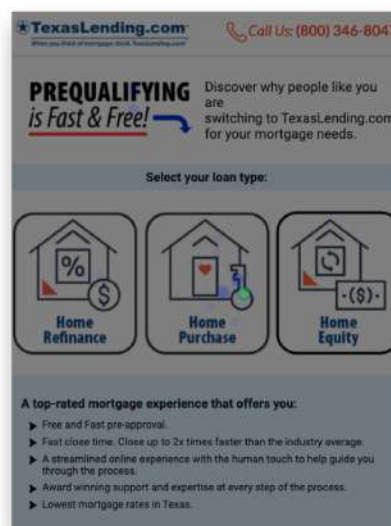 TexasLending.com
When you think of mortgage, think TexasLending.com!
Call Us: (800) 346-8047
PREQUALIFYING
is Fast & Free!
Discover why people like you
are
switching to TexasLending.com
for your mortgage needs.
Select your loan type:
%
$
Home
Refinance
Home
Purchase
($)
Home
Equity
A top-rated mortgage experience that offers you:
Free and Fast pre-approval.
Fast close time. Close up to 2x times faster than the industry average.
A streamlined online experience with the human touch to help guide you
through the process.
Award winning support and expertise at every step of the process.
Lowest mortgage rates in Texas.